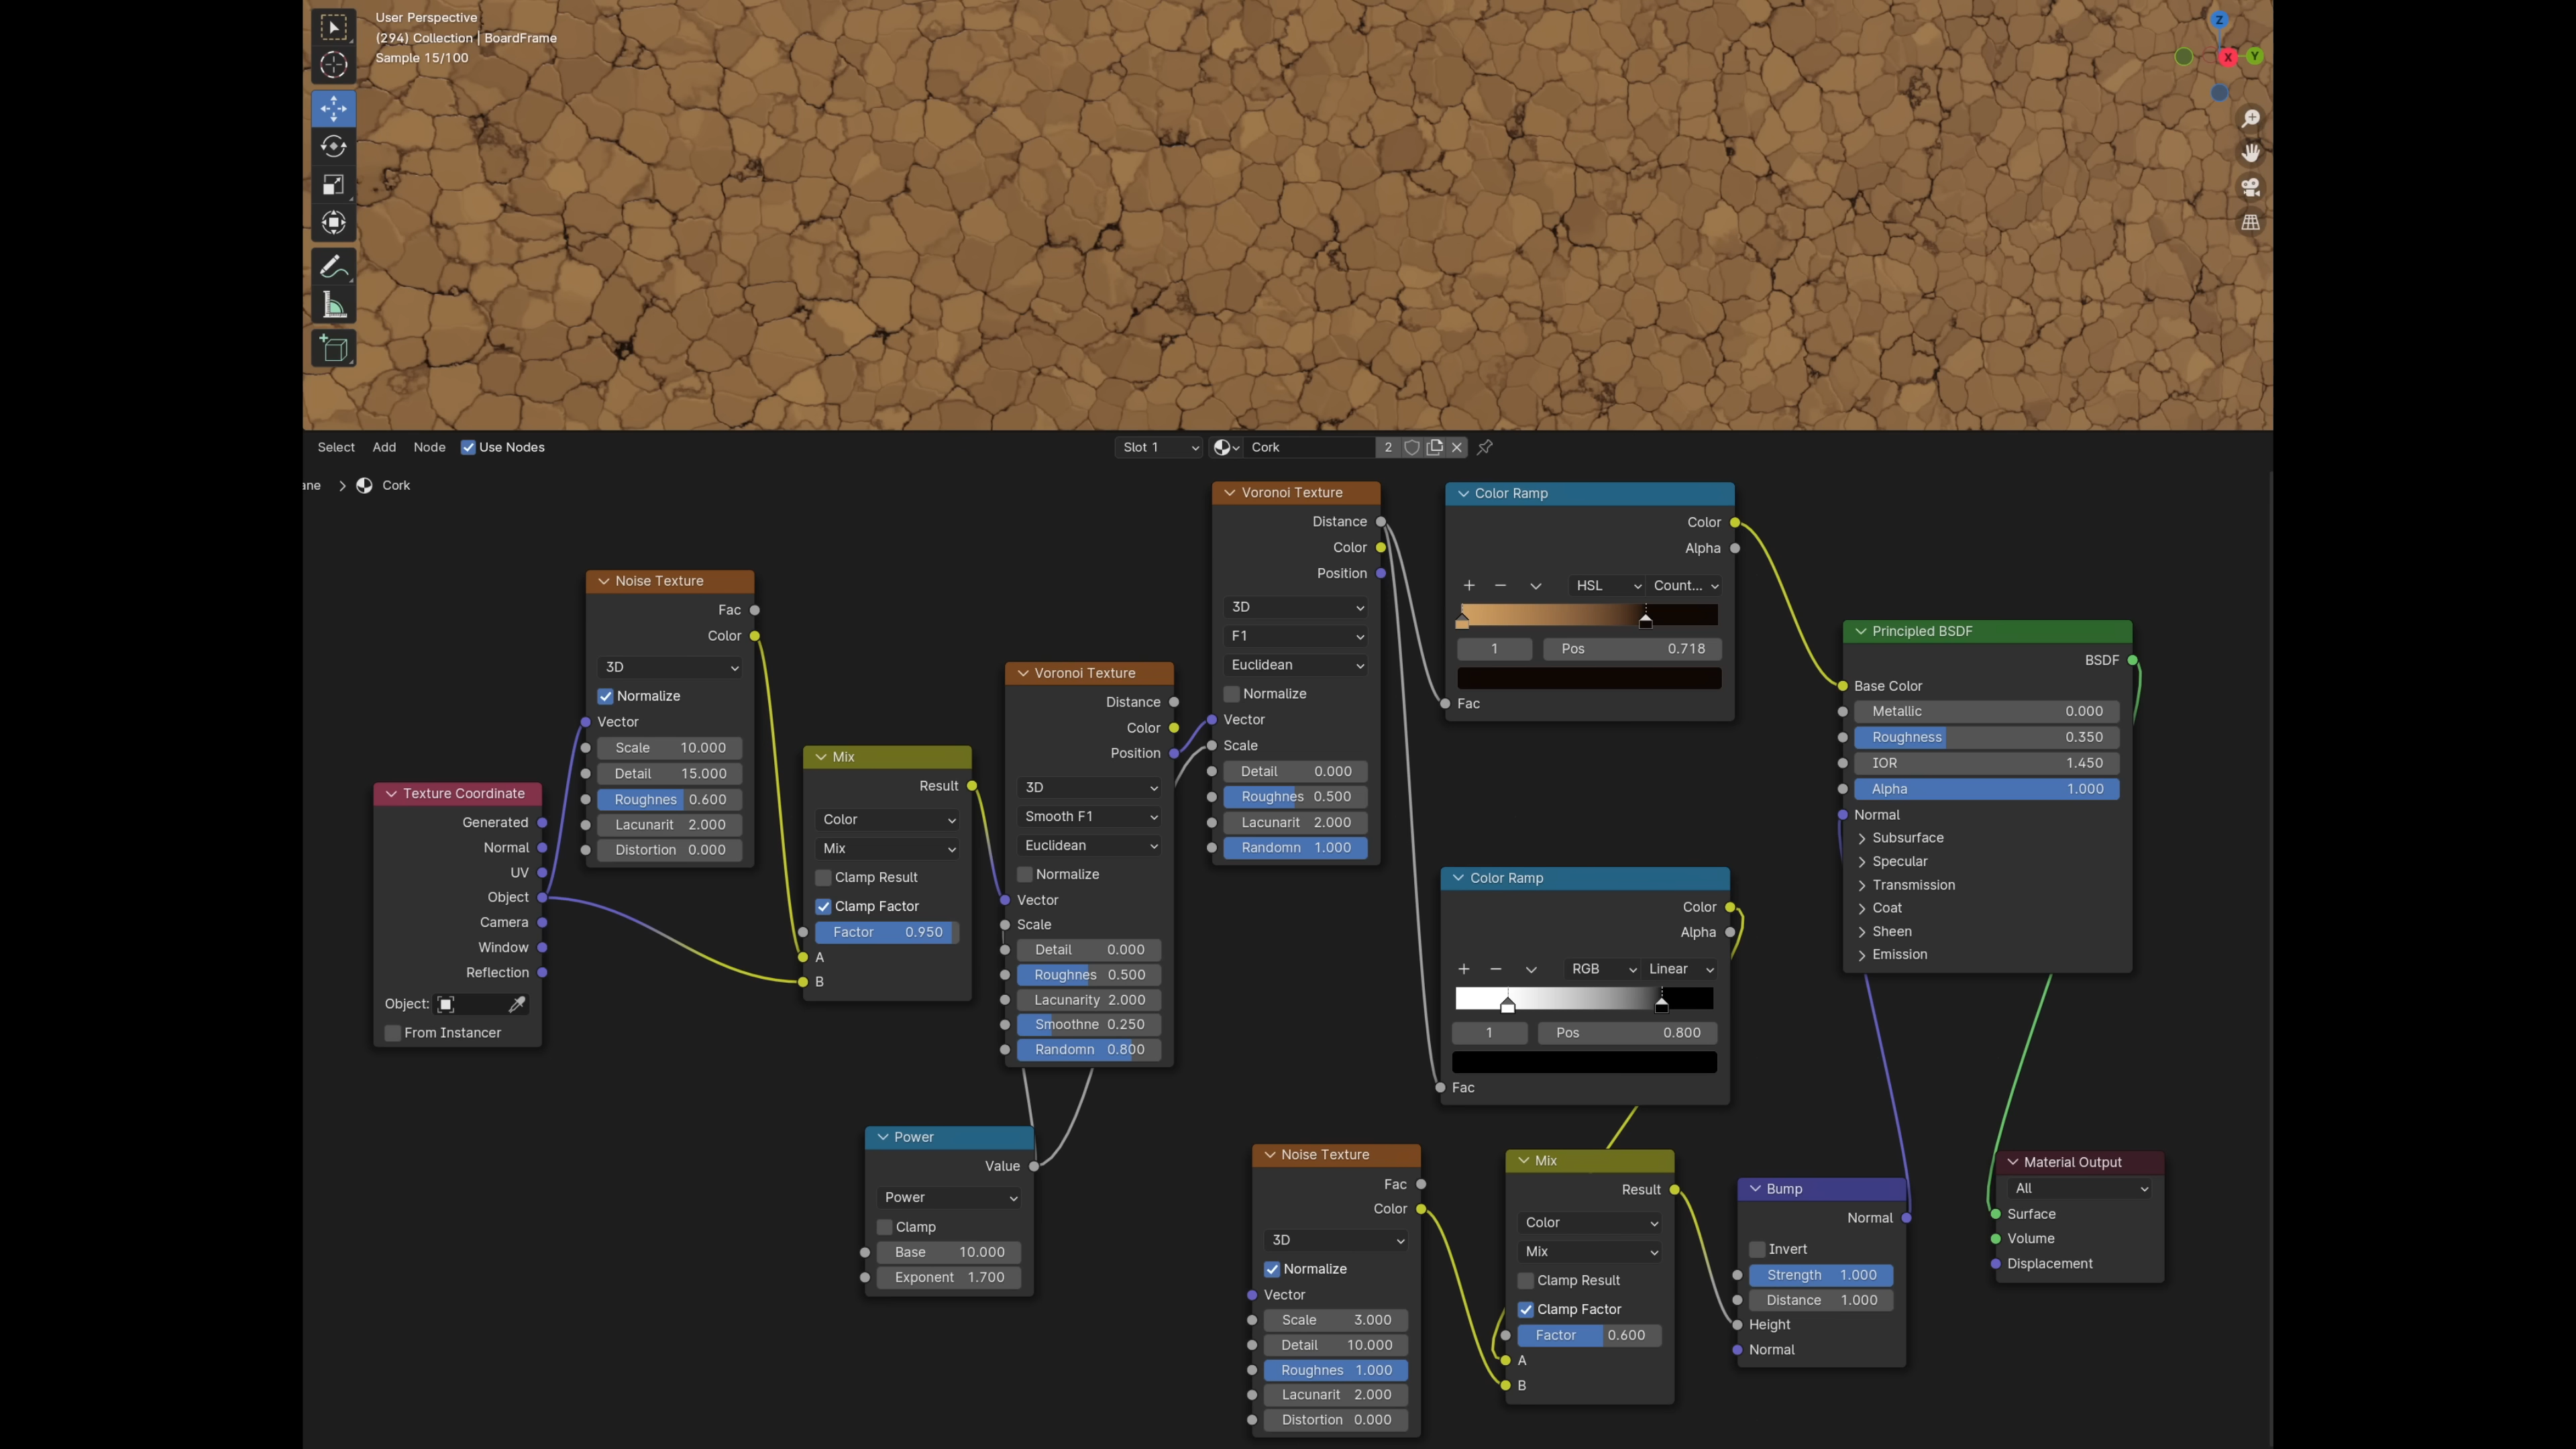 User Perspective
(294) Collection | BoardFrame
Sample 15/100
Z
X
Y
Select Add Node Use Nodes
Slot 1
Cork
2
ane > Cork
Texture Coordinate
Generated
Normal
UV
Object
Camera
Window
Reflection
Object:
From Instancer
Noise Texture
Fac
Color
3D
Normalize
Vector
Scale 10.000
Detail 15.000
Roughnes 0.600
Lacunarit 2.000
Distortion 0.000
Mix
Result
Color
Mix
Clamp Result
Clamp Factor
Factor 0.950
A
B
Power
Value
Power
Clamp
Base 10.000
Exponent 1.700
Voronoi Texture
Distance
Color
Position
3D
Smooth F1
Euclidean
Normalize
Vector
Scale
Detail 0.000
Roughnes 0.500
Lacunarity 2.000
Smoothne 0.250
Randomn 0.800
Voronoi Texture
Distance
Color
Position
3D
F1
Euclidean
Normalize
Vector
Scale
Detail 0.000
Roughnes 0.500
Lacunarit 2.000
Randomn 1.000
Color Ramp
Color
Alpha
+ − HSL Count...
1 Pos 0.718
Fac
Color Ramp
Color
Alpha
+ − RGB Linear
1 Pos 0.800
Fac
Noise Texture
Fac
Color
3D
Normalize
Vector
Scale 3.000
Detail 10.000
Roughnes 1.000
Lacunarit 2.000
Distortion 0.000
Mix
Result
Color
Mix
Clamp Result
Clamp Factor
Factor 0.600
A
B
Bump
Normal
Invert
Strength 1.000
Distance 1.000
Height
Normal
Principled BSDF
BSDF
Base Color
Metallic 0.000
Roughness 0.350
IOR 1.450
Alpha 1.000
Normal
Subsurface
Specular
Transmission
Coat
Sheen
Emission
Material Output
All
Surface
Volume
Displacement